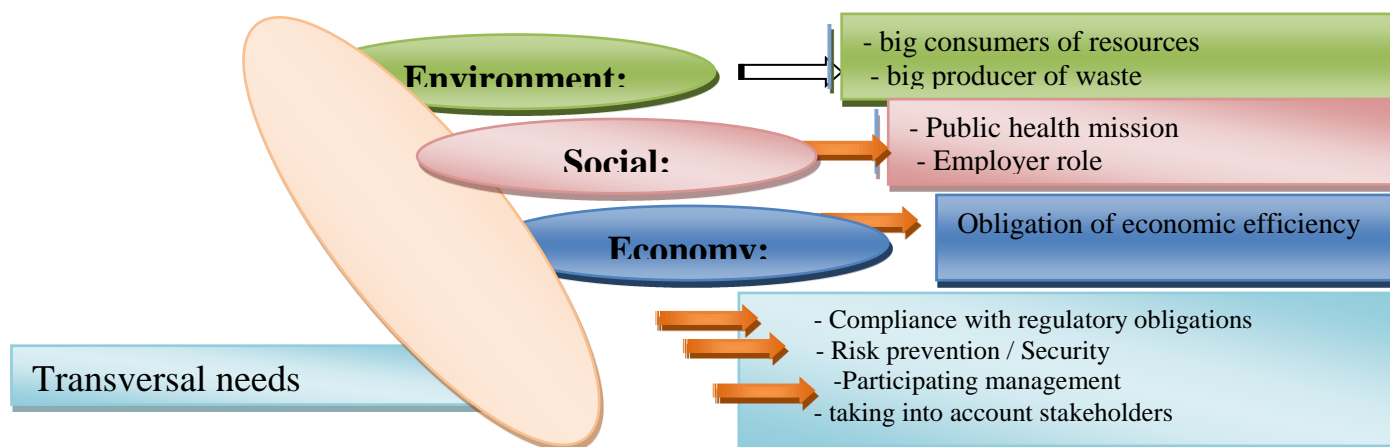 Environment:
- big consumers of resources
- big producer of waste
Social:
- Public health mission
- Employer role
Economy:
Obligation of economic efficiency
Transversal needs
- Compliance with regulatory obligations
- Risk prevention / Security
-Participating management
- taking into account stakeholders